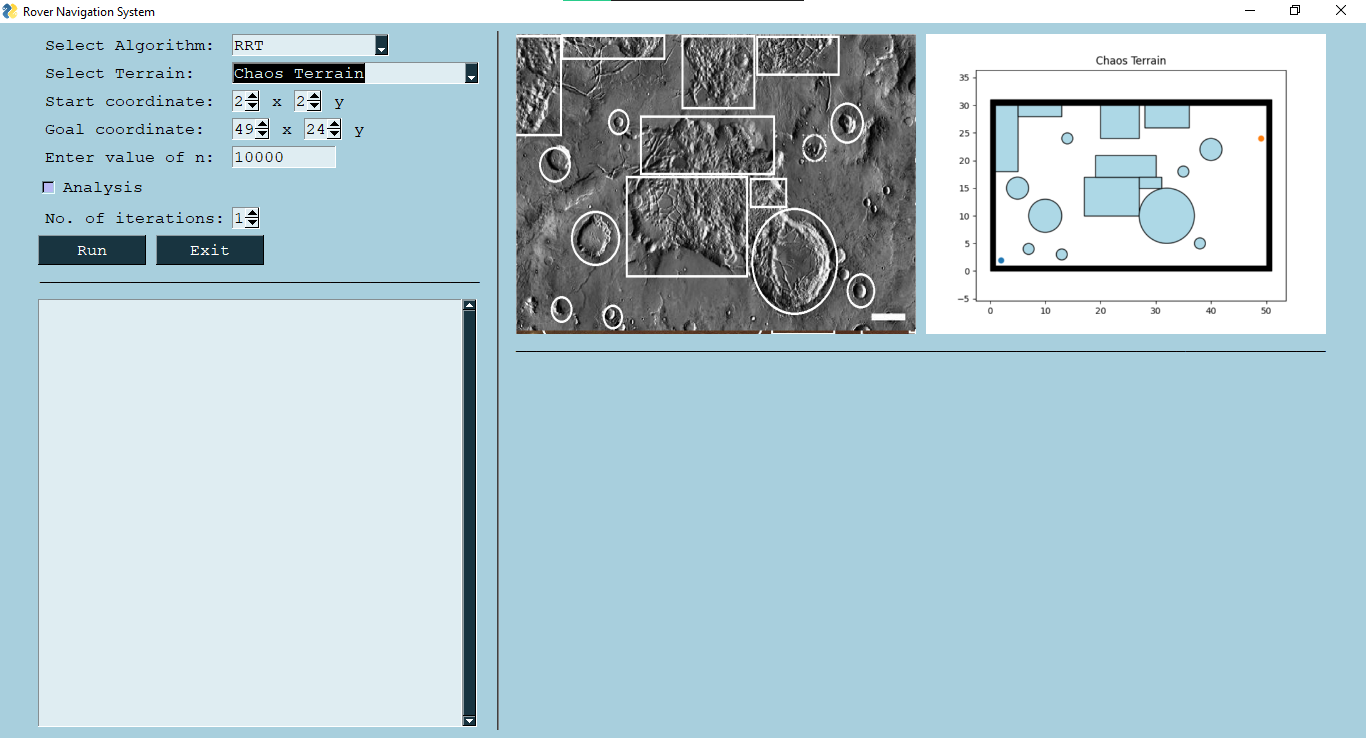 Rover Navigation System
Select Algorithm: RRT
Select Terrain: Chaos Terrain
Start coordinate: 2 x 2 y
Goal coordinate: 49 x 24 y
Enter value of n: 10000
Analysis
No. of iterations: 1
Run Exit
Chaos Terrain
35
30
25
20
15
10
5
0
−5
0 10 20 30 40 50